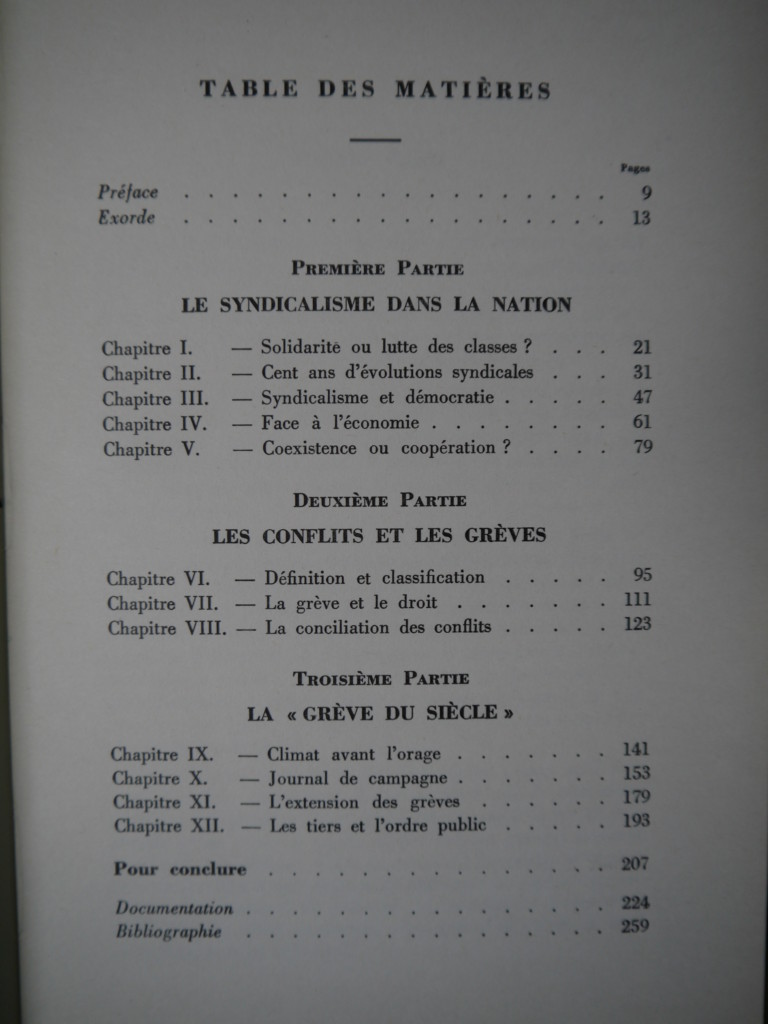 TABLE DES MATIÈRES
Pages
Préface . . . . . . . . . . . . . . . . . . 9
Exorde . . . . . . . . . . . . . . . . . . 13
PREMIÈRE PARTIE
LE SYNDICALISME DANS LA NATION
Chapitre I. — Solidarité ou lutte des classes ? . . . 21
Chapitre II. — Cent ans d'évolutions syndicales . . . 31
Chapitre III. — Syndicalisme et démocratie . . . . . 47
Chapitre IV. — Face à l'économie . . . . . . . . 61
Chapitre V. — Coexistence ou coopération ? . . . . 79
DEUXIÈME PARTIE
LES CONFLITS ET LES GRÈVES
Chapitre VI. — Définition et classification . . . . . 95
Chapitre VII. — La grève et le droit . . . . . . . 111
Chapitre VIII. — La conciliation des conflits . . . . . 123
TROISIÈME PARTIE
LA « GRÈVE DU SIÈCLE »
Chapitre IX. — Climat avant l'orage . . . . . . . 141
Chapitre X. — Journal de campagne . . . . . . . 153
Chapitre XI. — L'extension des grèves . . . . . . 179
Chapitre XII. — Les tiers et l'ordre public . . . . . 193
Pour conclure . . . . . . . . . . . . . . . 207
Documentation . . . . . . . . . . . . . . . . 224
Bibliographie . . . . . . . . . . . . . . . . 259